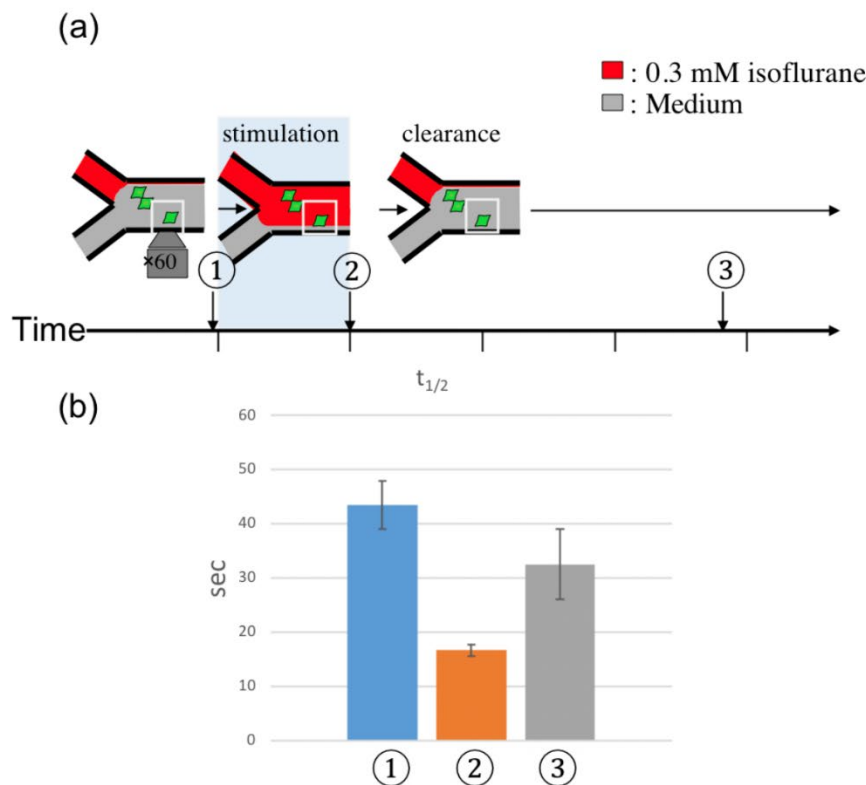 (a)
: 0.3 mM isoflurane
: Medium
stimulation
clearance
×60
① ② ③
Time
t1/2
(b)
60
50
40
30
20
10
0
sec
① ② ③